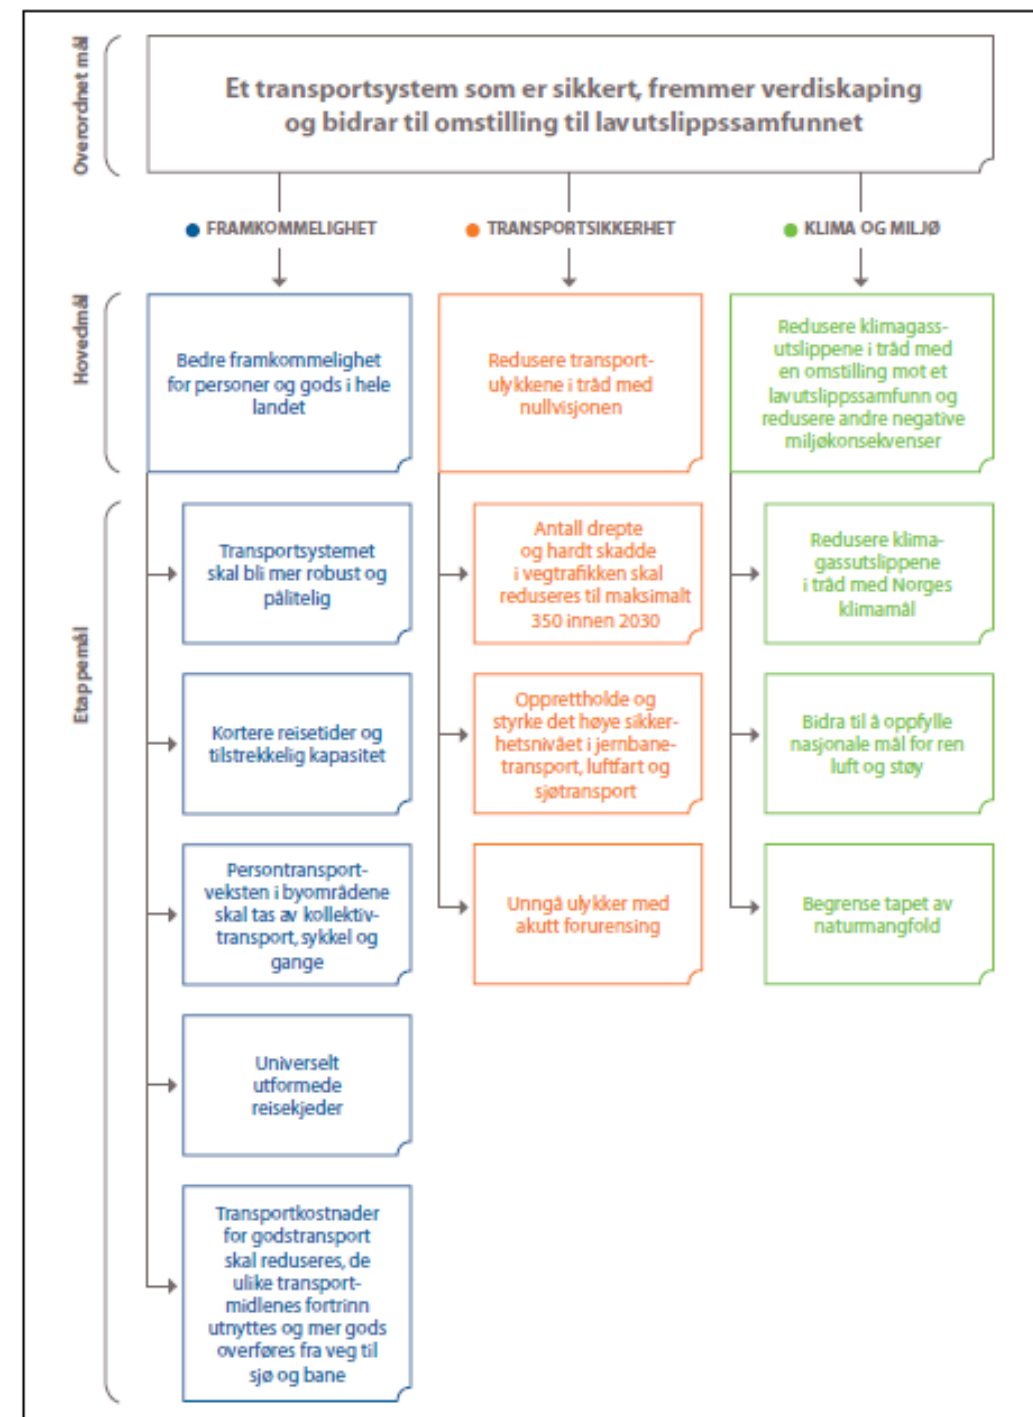 Overordnet mål
Et transportsystem som er sikkert, fremmer verdiskaping
og bidrar til omstilling til lavutslippssamfunnet
FRAMKOMMELIGHET
TRANSPORTSIKKERHET
KLIMA OG MILJØ
Hovedmål
Bedre framkommelighet
for personer og gods i hele
landet
Redusere transport-
ulykkene i tråd med
nullvisjonen
Redusere klimagass-
utslippene i tråd med
en omstilling mot et
lavutslippssamfunn og
redusere andre negative
miljøkonsekvenser
Etappemål
Transportsystemet
skal bli mer robust og
pålitelig
Kortere reisetider og
tilstrekkelig kapasitet
Persontransport-
veksten i byområdene
skal tas av kollektiv-
transport, sykkel og
gange
Universelt
utformede
reisekjeder
Transportkostnader
for godstransport
skal reduseres, de
ulike transport-
midlenes fortrinn
utnyttes og mer gods
overføres fra veg til
sjø og bane
Antall drepte
og hardt skadde
i vegtrafikken skal
reduseres til maksimalt
350 innen 2030
Opprettholde og
styrke det høye sikker-
hetsnivået i jernbane-
transport, luftfart og
sjøtransport
Unngå ulykker med
akutt forurensing
Redusere klima-
gassutslippene
i tråd med Norges
klimamål
Bidra til å oppfylle
nasjonale mål for ren
luft og støy
Begrense tapet av
naturmangfold